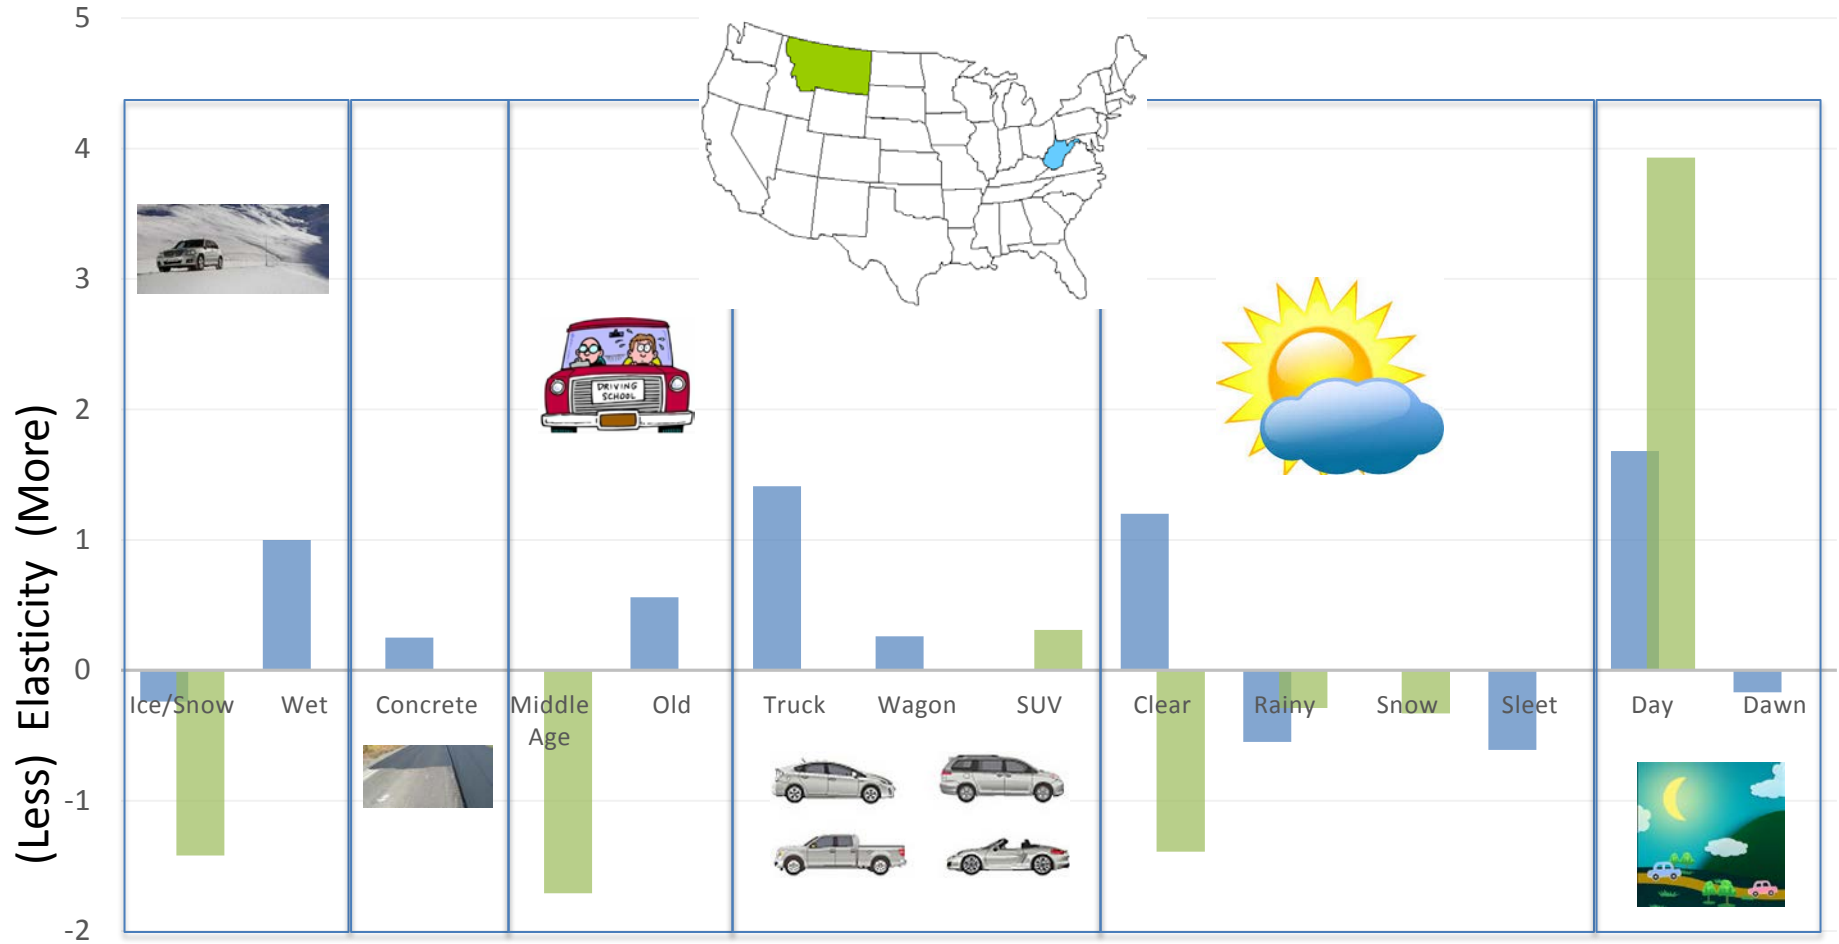 5
4
3
2
1
0
-1
-2
(Less) Elasticity (More)
DRIVING
SCHOOL
Ice/Snow
Wet
Concrete
Middle
Age
Old
Truck
Wagon
SUV
Clear
Rainy
Snow
Sleet
Day
Dawn